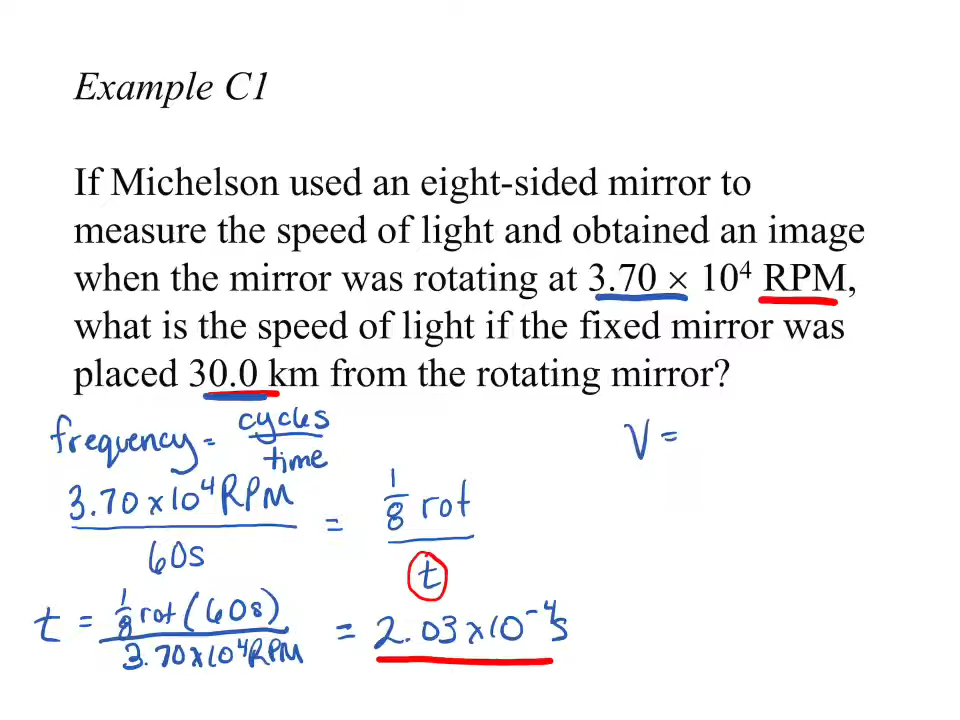 Example C1
If Michelson used an eight-sided mirror to
measure the speed of light and obtained an image
when the mirror was rotating at 3.70 × 10⁴ RPM,
what is the speed of light if the fixed mirror was
placed 30.0 km from the rotating mirror?
frequency = cycles/time
V =
3.70 x 10⁴ RPM / 60s = 1/8 rot / t
t = 1/8 rot (60s) / 3.70 x 10⁴ RPM = 2.03 x 10⁻⁴ s